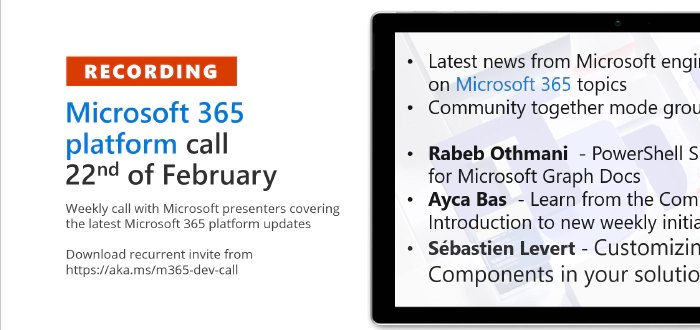 RECORDING
Microsoft 365
platform call
22nd of February
Weekly call with Microsoft presenters covering
the latest Microsoft 365 platform updates
Download recurrent invite from
https://aka.ms/m365-dev-call
• Latest news from Microsoft engi
on Microsoft 365 topics
• Community together mode grou
• Rabeb Othmani - PowerShell S
for Microsoft Graph Docs
• Ayca Bas - Learn from the Com
Introduction to new weekly initia
• Sébastien Levert - Customizin
Components in your solutio